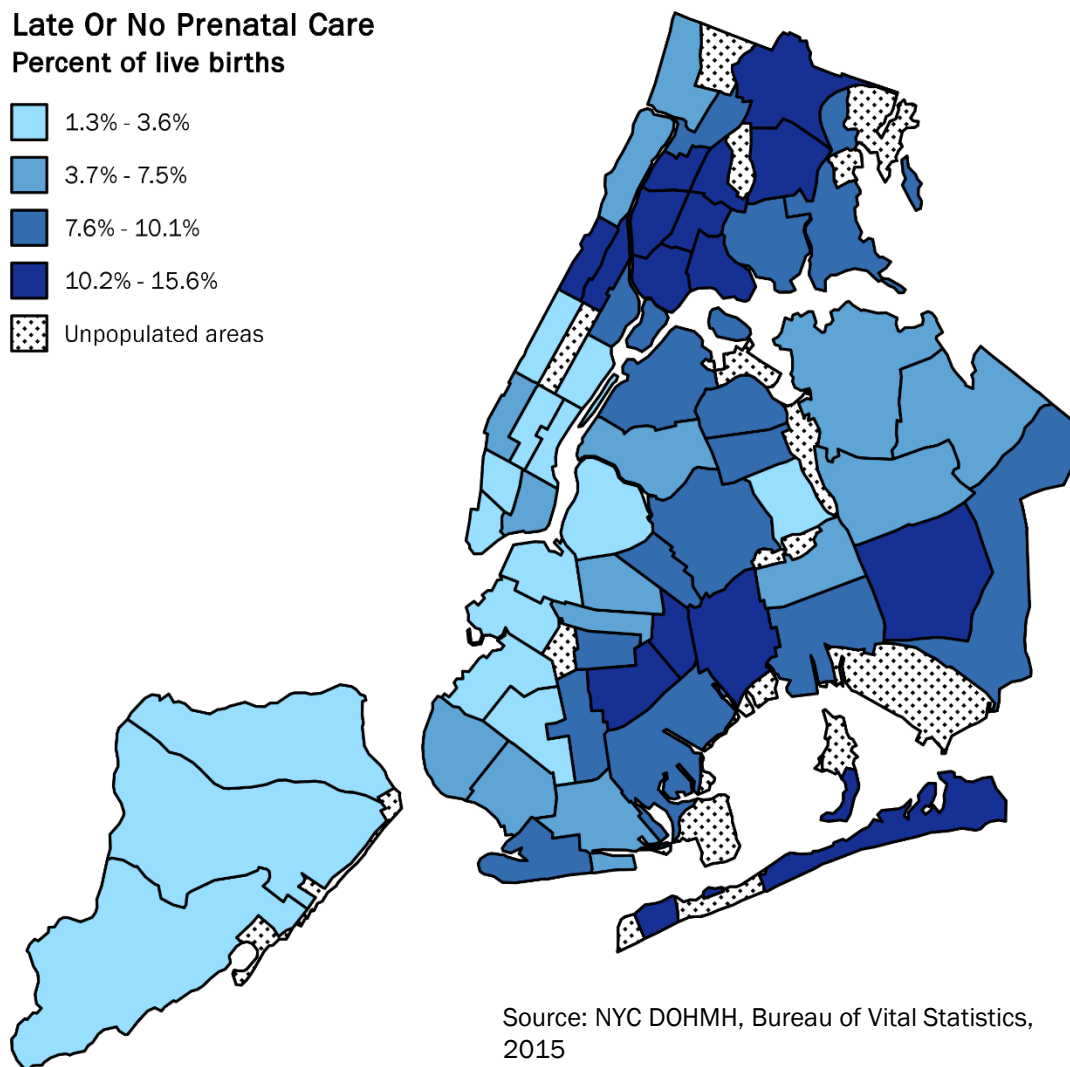 Late Or No Prenatal Care
Percent of live births
1.3% - 3.6%
3.7% - 7.5%
7.6% - 10.1%
10.2% - 15.6%
Unpopulated areas
Source: NYC DOHMH, Bureau of Vital Statistics,
2015